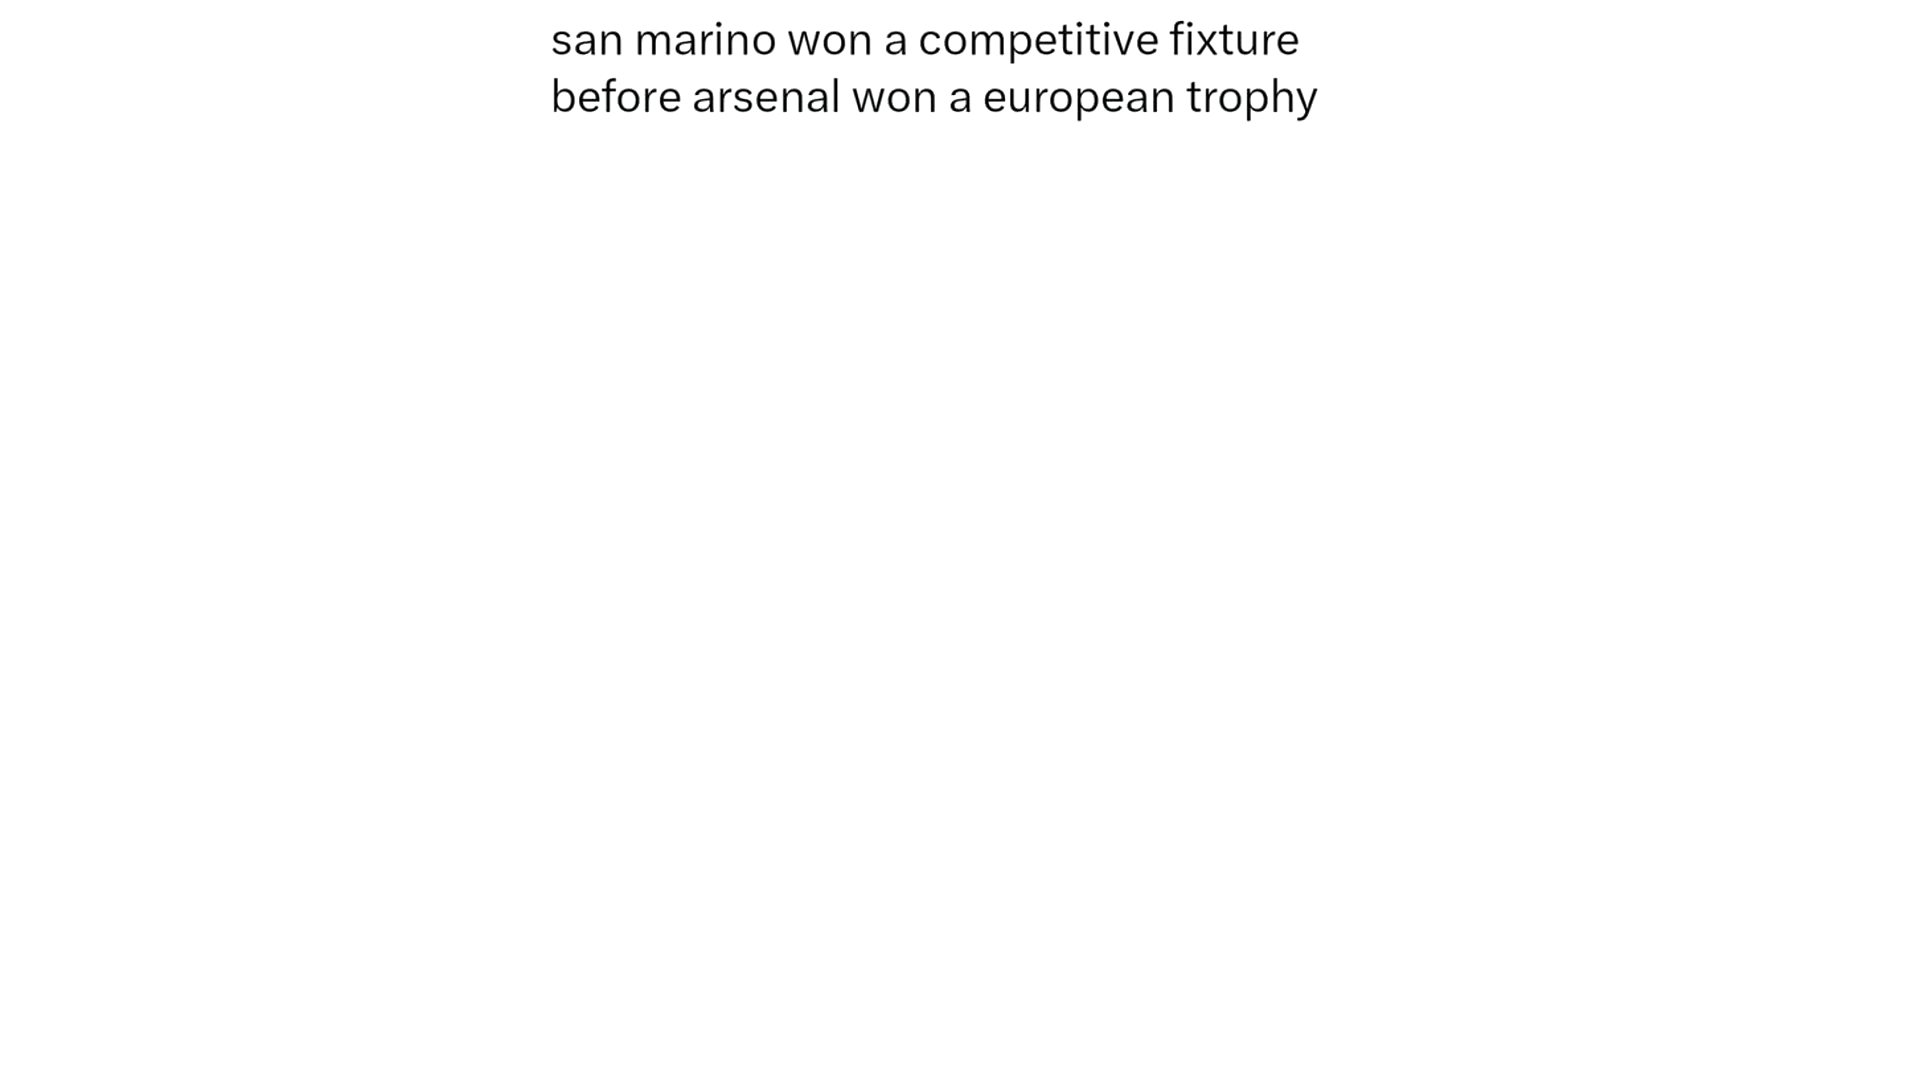 san marino won a competitive fixture
before arsenal won a european trophy